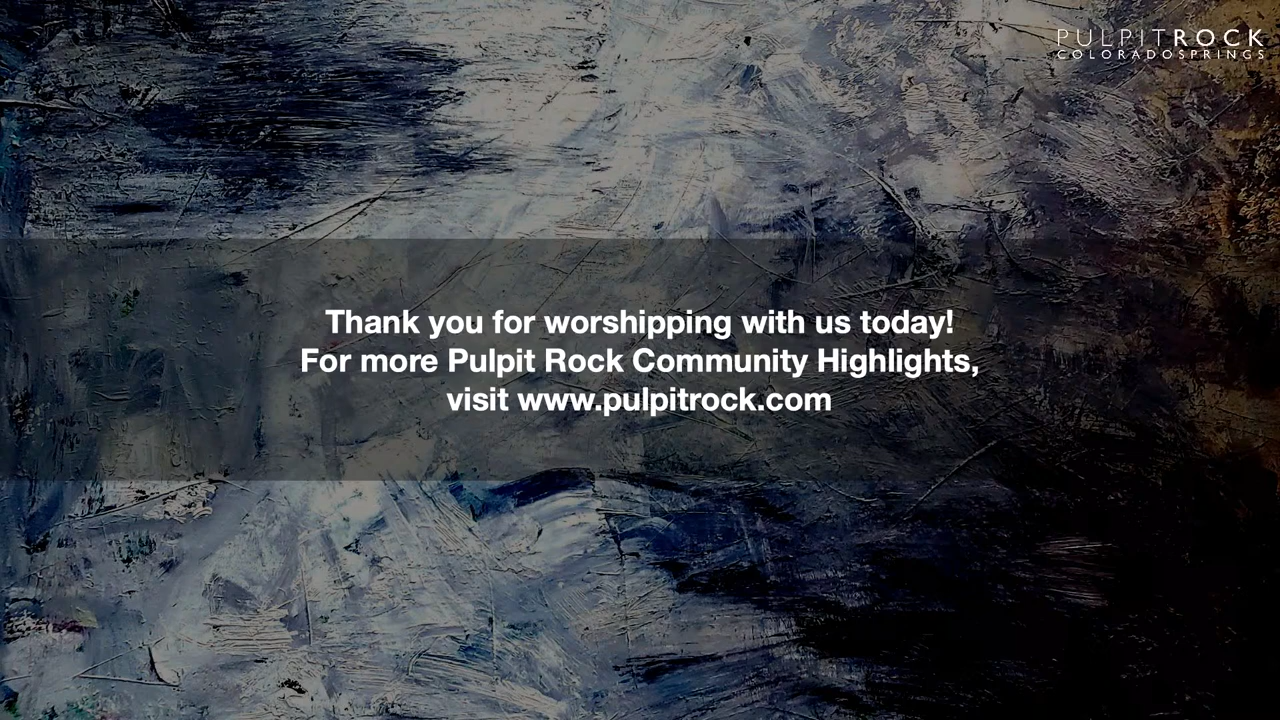 PULPITROCK
COLORADOSPRINGS
Thank you for worshipping with us today!
For more Pulpit Rock Community Highlights,
visit www.pulpitrock.com